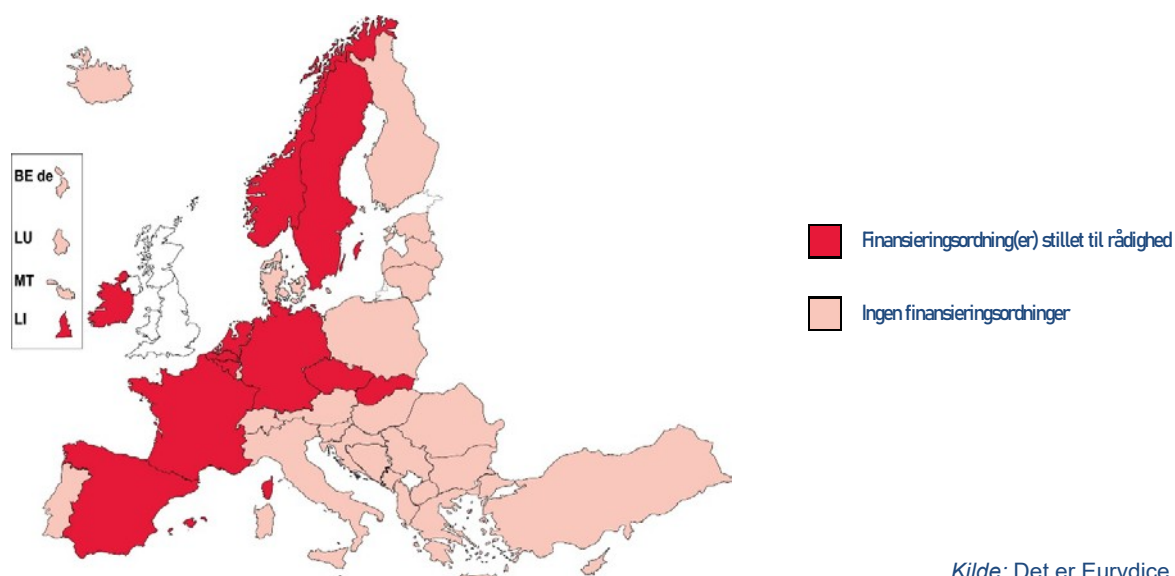 BE de
LU
MT
LI
Finansieringsordning(er) stillet til rådighed
Ingen finansieringsordninger
Kilde: Det er Eurydice